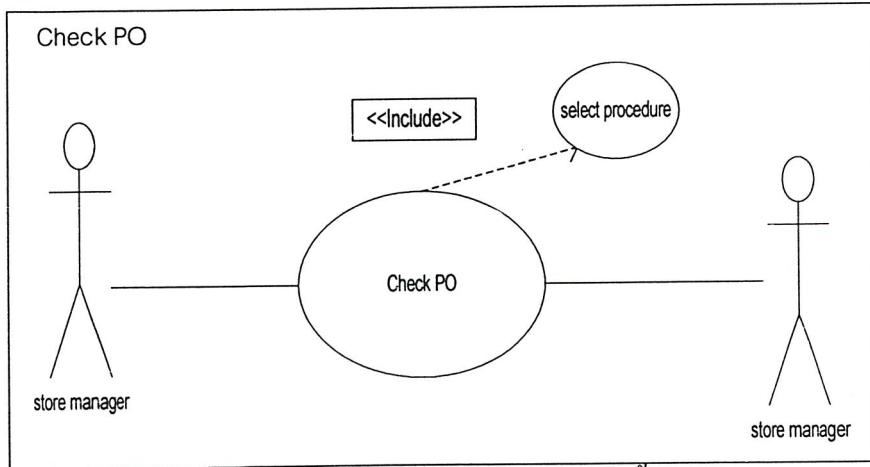 Check PO
<<Include>>
select procedure
Check PO
store manager
store manager